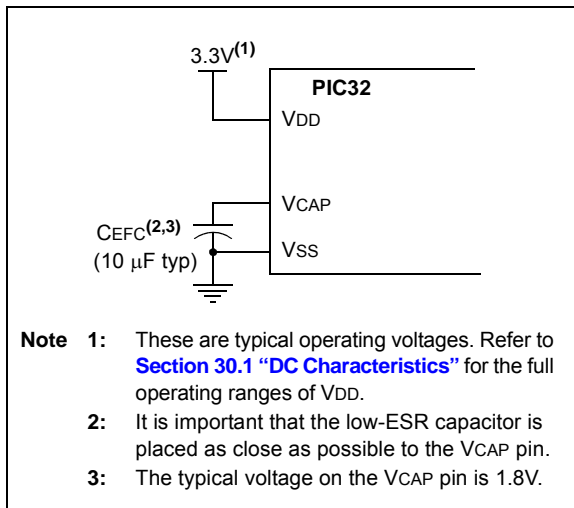 3.3V(1)
PIC32
VDD
VCAP
CEFC(2,3)
(10 μF typ)
VSS
Note 1: These are typical operating voltages. Refer to
Section 30.1 “DC Characteristics” for the full
operating ranges of VDD.
2: It is important that the low-ESR capacitor is
placed as close as possible to the VCAP pin.
3: The typical voltage on the VCAP pin is 1.8V.